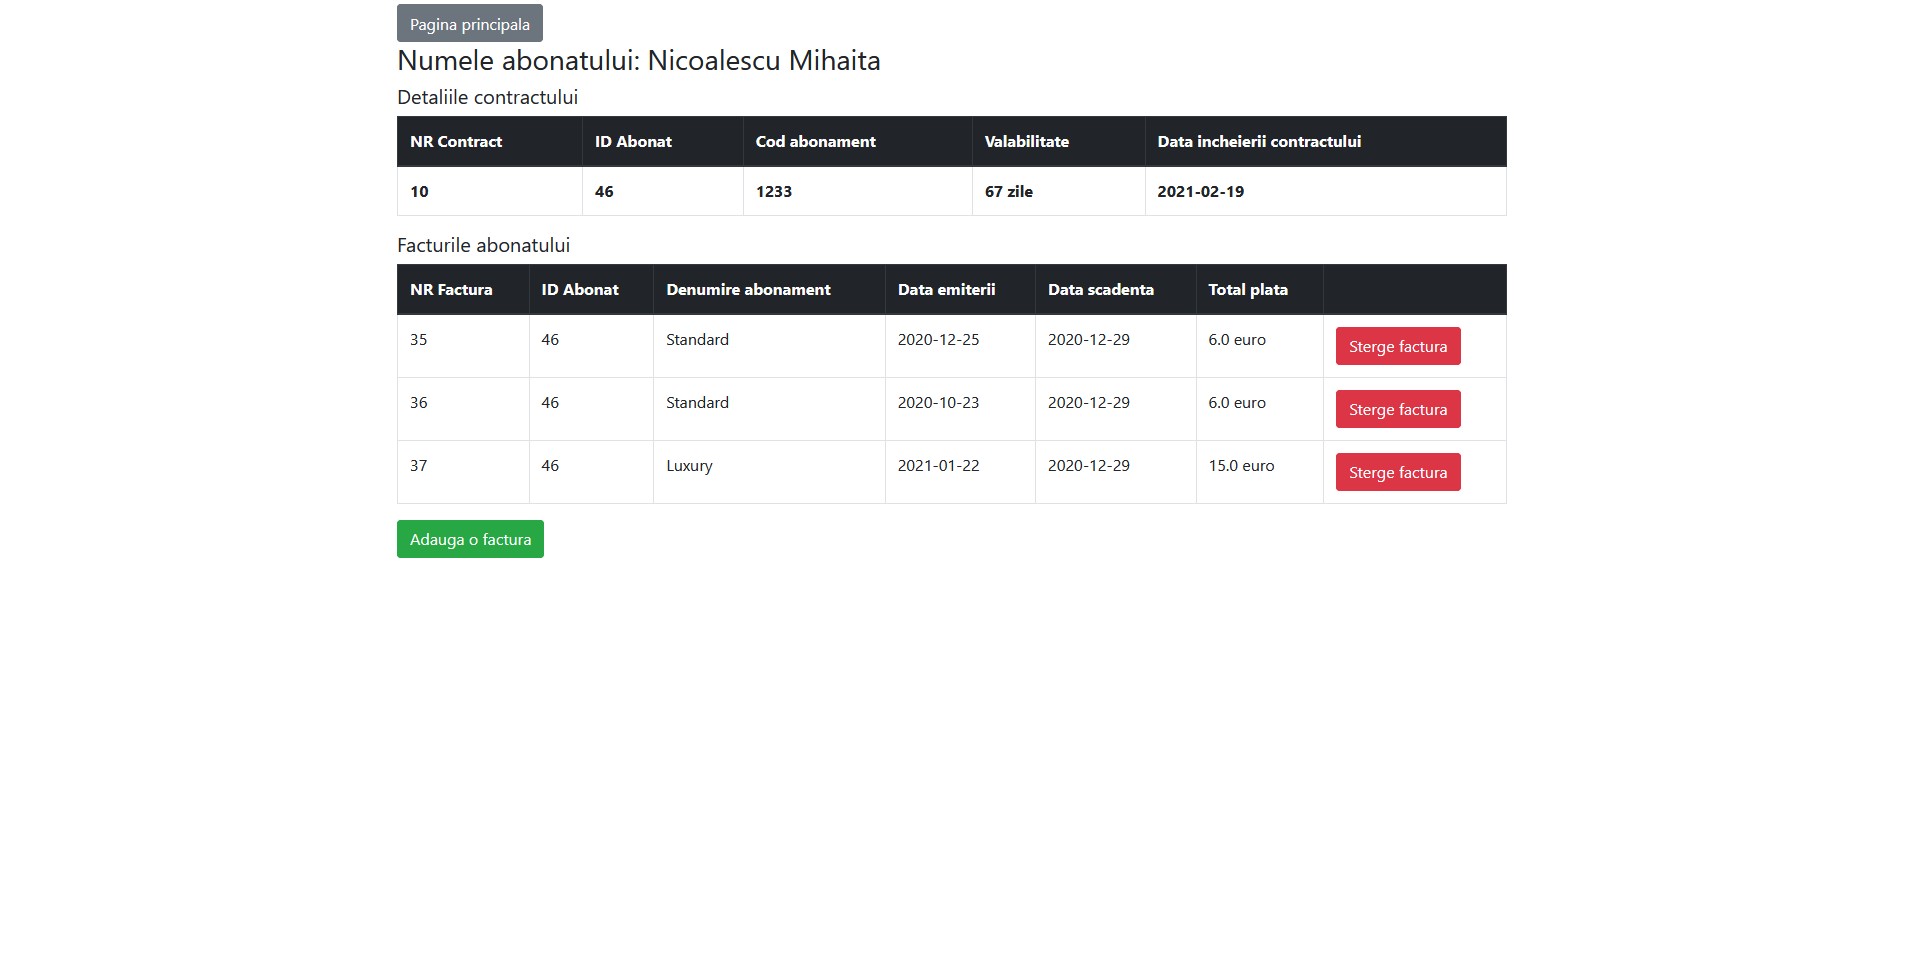 Pagina principala
Numele abonatului: Nicoalescu Mihaita
Detaliile contractului
NR Contract ID Abonat Cod abonament Valabilitate Data incheierii contractului
10 46 1233 67 zile 2021-02-19
Facturile abonatului
NR Factura ID Abonat Denumire abonament Data emiterii Data scadenta Total plata
35 46 Standard 2020-12-25 2020-12-29 6.0 euro Sterge factura
36 46 Standard 2020-10-23 2020-12-29 6.0 euro Sterge factura
37 46 Luxury 2021-01-22 2020-12-29 15.0 euro Sterge factura
Adauga o factura